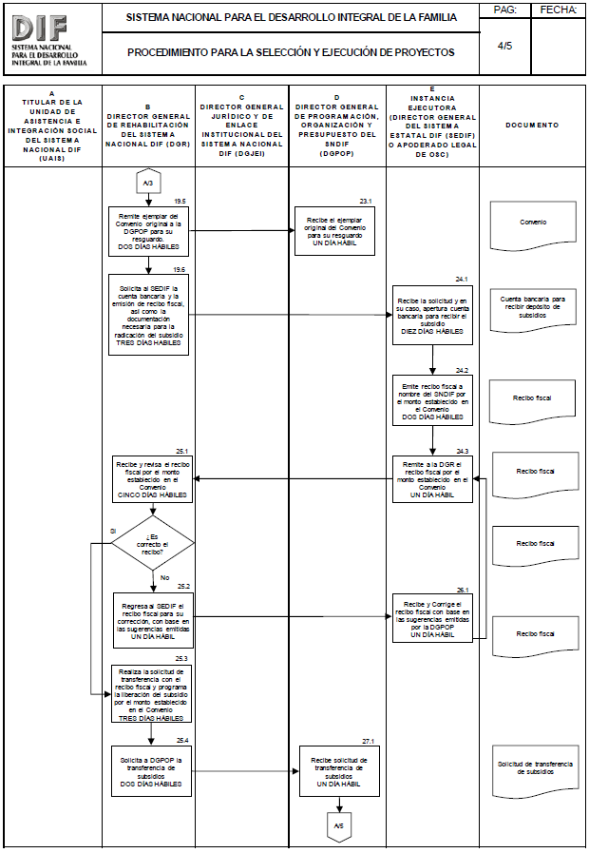 DIF
SISTEMA NACIONAL
PARA EL DESARROLLO
INTEGRAL DE LA FAMILIA
SISTEMA NACIONAL PARA EL DESARROLLO INTEGRAL DE LA FAMILIA
PROCEDIMIENTO PARA LA SELECCIÓN Y EJECUCIÓN DE PROYECTOS
PAG:
FECHA:
4/5
A
TITULAR DE LA
UNIDAD DE
ASISTENCIA E
INTEGRACIÓN SOCIAL
DEL SISTEMA
NACIONAL DIF
(UAIS)
B
DIRECTOR GENERAL
DE REHABILITACIÓN
DEL SISTEMA
NACIONAL DIF (DGR)
C
DIRECTOR GENERAL
JURÍDICO Y DE
ENLACE
INSTITUCIONAL DEL
SISTEMA NACIONAL
DIF (DGJEI)
D
DIRECTOR GENERAL
DE PROGRAMACIÓN,
ORGANIZACIÓN Y
PRESUPUESTO DEL
SNDIF
(DGPOP)
E
INSTANCIA
EJECUTORA
(DIRECTOR GENERAL
DEL SISTEMA
ESTATAL DIF (SEDIF)
O APODERADO LEGAL
DE OSC)
DOCUMENTO
A/3
19.5
Remite ejemplar del
Convenio original a la
DGPOP para su
resguardo.
DOS DÍAS HÁBILES
23.1
Recibe el ejemplar
original del Convenio
para su resguardo
UN DÍA HÁBIL
Convenio
19.6
Solicita al SEDIF la
cuenta bancaria y la
emisión de recibo fiscal,
así como la
documentación
necesaria para la
radicación del subsidio
TRES DÍAS HÁBILES
24.1
Recibe la solicitud y en
su caso, apertura cuenta
bancaria para recibir el
subsidio
DIEZ DÍAS HÁBILES
Cuenta bancaria para
recibir depósito de
subsidios
24.2
Emite recibo fiscal a
nombre del SNDIF por
el monto establecido en
el Convenio
DOS DÍAS HÁBILES
Recibo fiscal
25.1
Recibe y revisa el recibo
fiscal por el monto
establecido en el
Convenio
CINCO DÍAS HÁBILES
24.3
Remite a la DGR el
recibo fiscal por el
monto establecido en el
Convenio
UN DÍA HÁBIL
Recibo fiscal
Si
¿Es
correcto el
recibo?
No
Recibo fiscal
25.2
Regresa al SEDIF el
recibo fiscal para su
corrección, con base en
las sugerencias emitidas
UN DÍA HÁBIL
26.1
Recibe y Corrige el
recibo fiscal con base en
las sugerencias emitidas
por la DGPOP
UN DÍA HÁBIL
Recibo fiscal
25.3
Realiza la solicitud de
transferencia con el
recibo fiscal y programa
la liberación del subsidio
por el monto establecido
en el Convenio
TRES DÍAS HÁBILES
25.4
Solicita a DGPOP la
transferencia de
subsidios
DOS DÍAS HÁBILES
27.1
Recibe solicitud de
transferencia de
subsidios
UN DÍA HÁBIL
Solicitud de transferencia
de subsidios
A/5